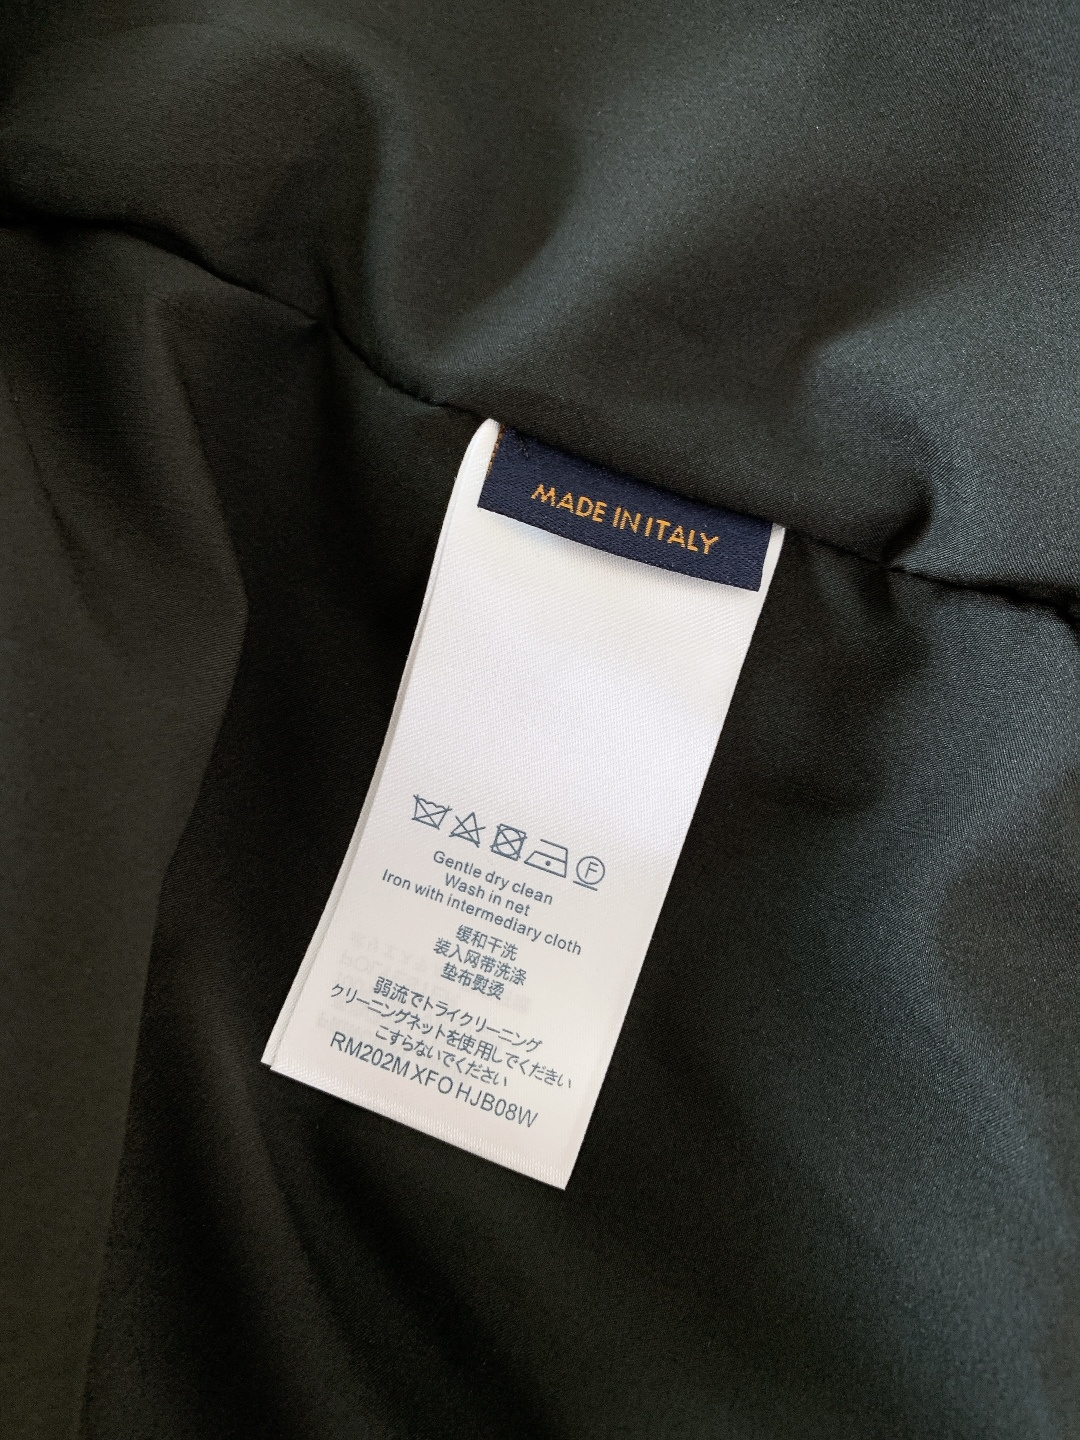 MADE IN ITALY
F
Gentle dry clean
Wash in net
Iron with intermediary cloth
缓和干洗
装入网带洗涤
垫布熨烫
弱流でトライクリーニング
クリーニングネットを使用してください
こすらないでください
RM202M XFO HJB08W